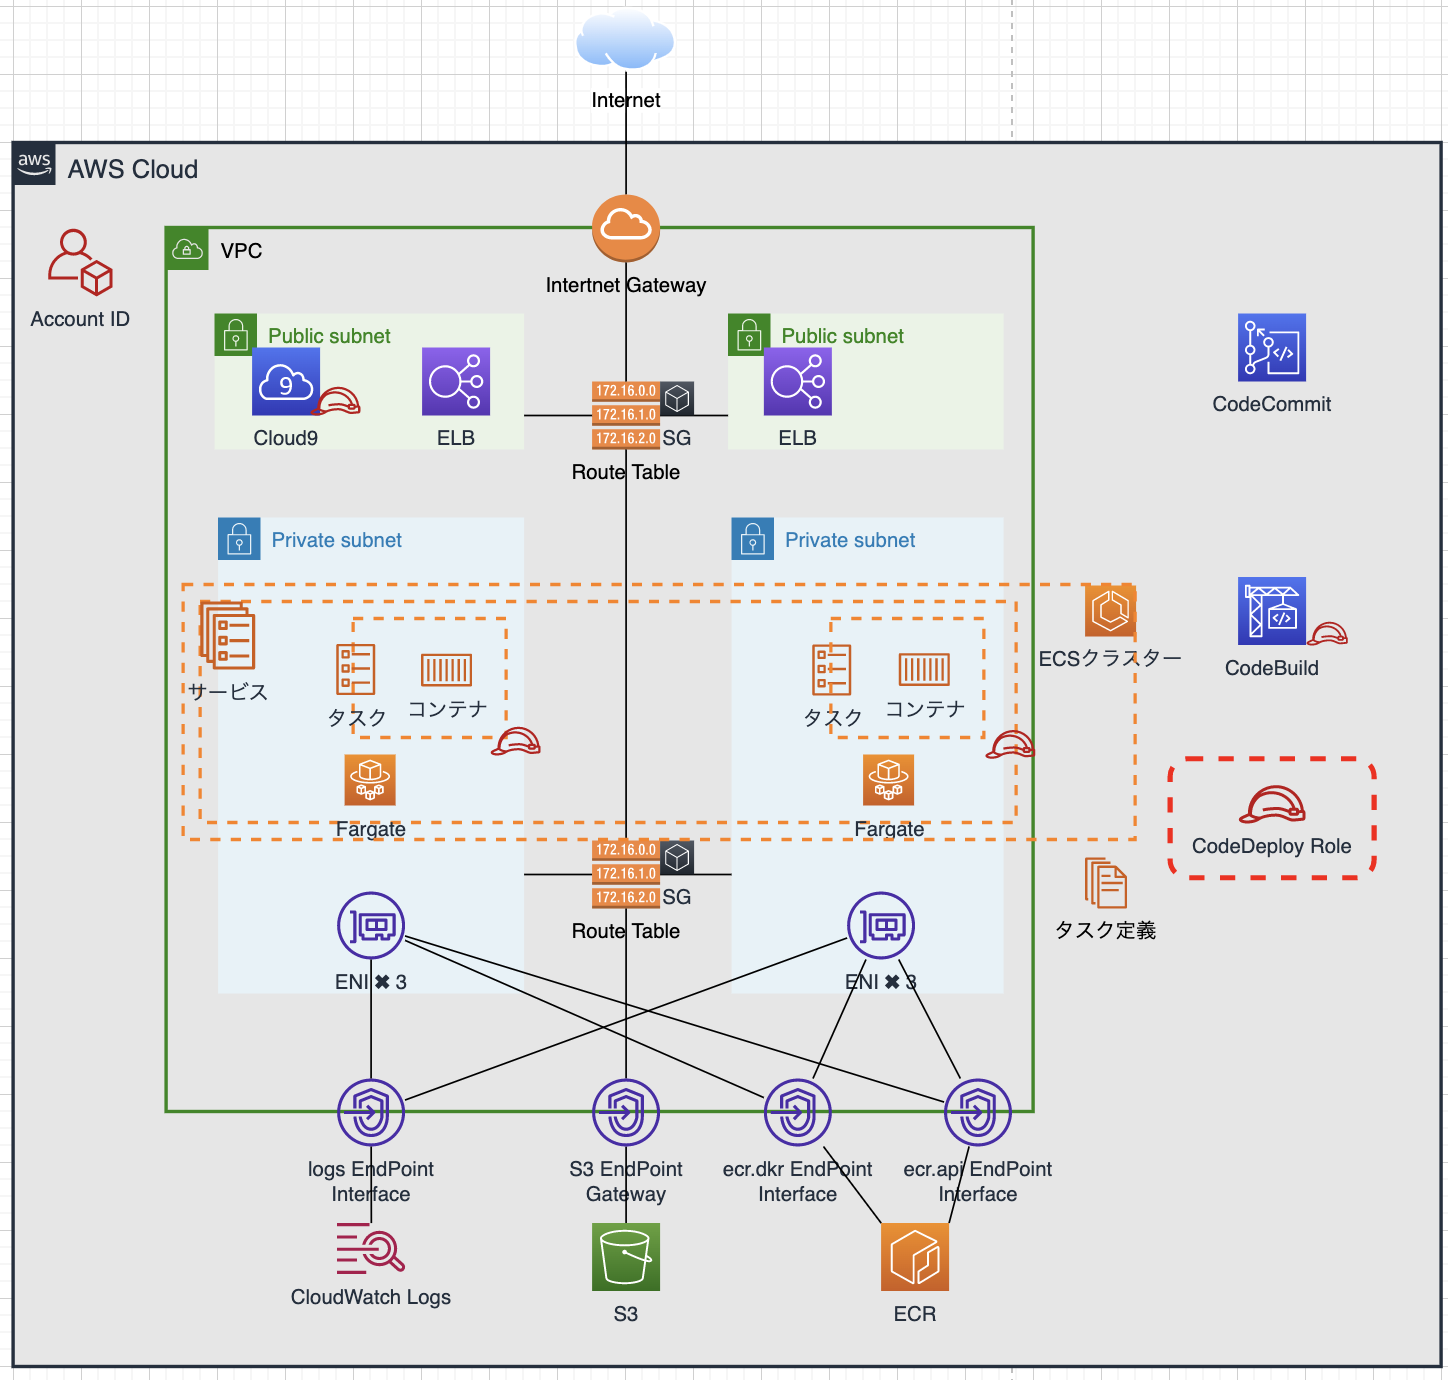 Internet
aws
AWS Cloud
VPC
Intertnet Gateway
Account ID
Public subnet
Public subnet
9
Cloud9
ELB
172.16.0.0
172.16.1.0
172.16.2.0
SG
Route Table
ELB
CodeCommit
Private subnet
Private subnet
サービス
タスク
コンテナ
Fargate
タスク
コンテナ
Fargate
ECSクラスター
CodeBuild
CodeDeploy Role
172.16.0.0
172.16.1.0
172.16.2.0
SG
Route Table
タスク定義
ENI ✖ 3
ENI ✖ 3
logs EndPoint
Interface
S3 EndPoint
Gateway
ecr.dkr EndPoint
Interface
ecr.api EndPoint
Interface
CloudWatch Logs
S3
ECR